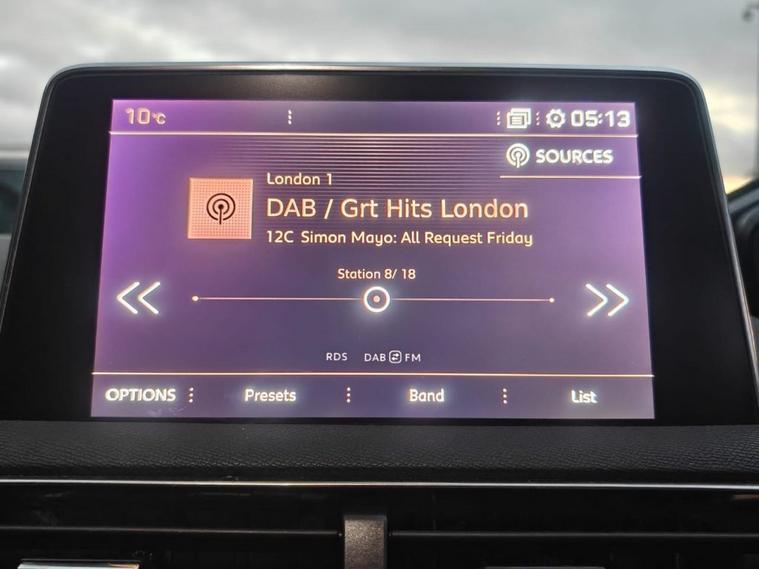 10°C 05:13
SOURCES
London 1
DAB / Grt Hits London
12C Simon Mayo: All Request Friday
Station 8/ 18
RDS DAB FM
OPTIONS Presets Band List